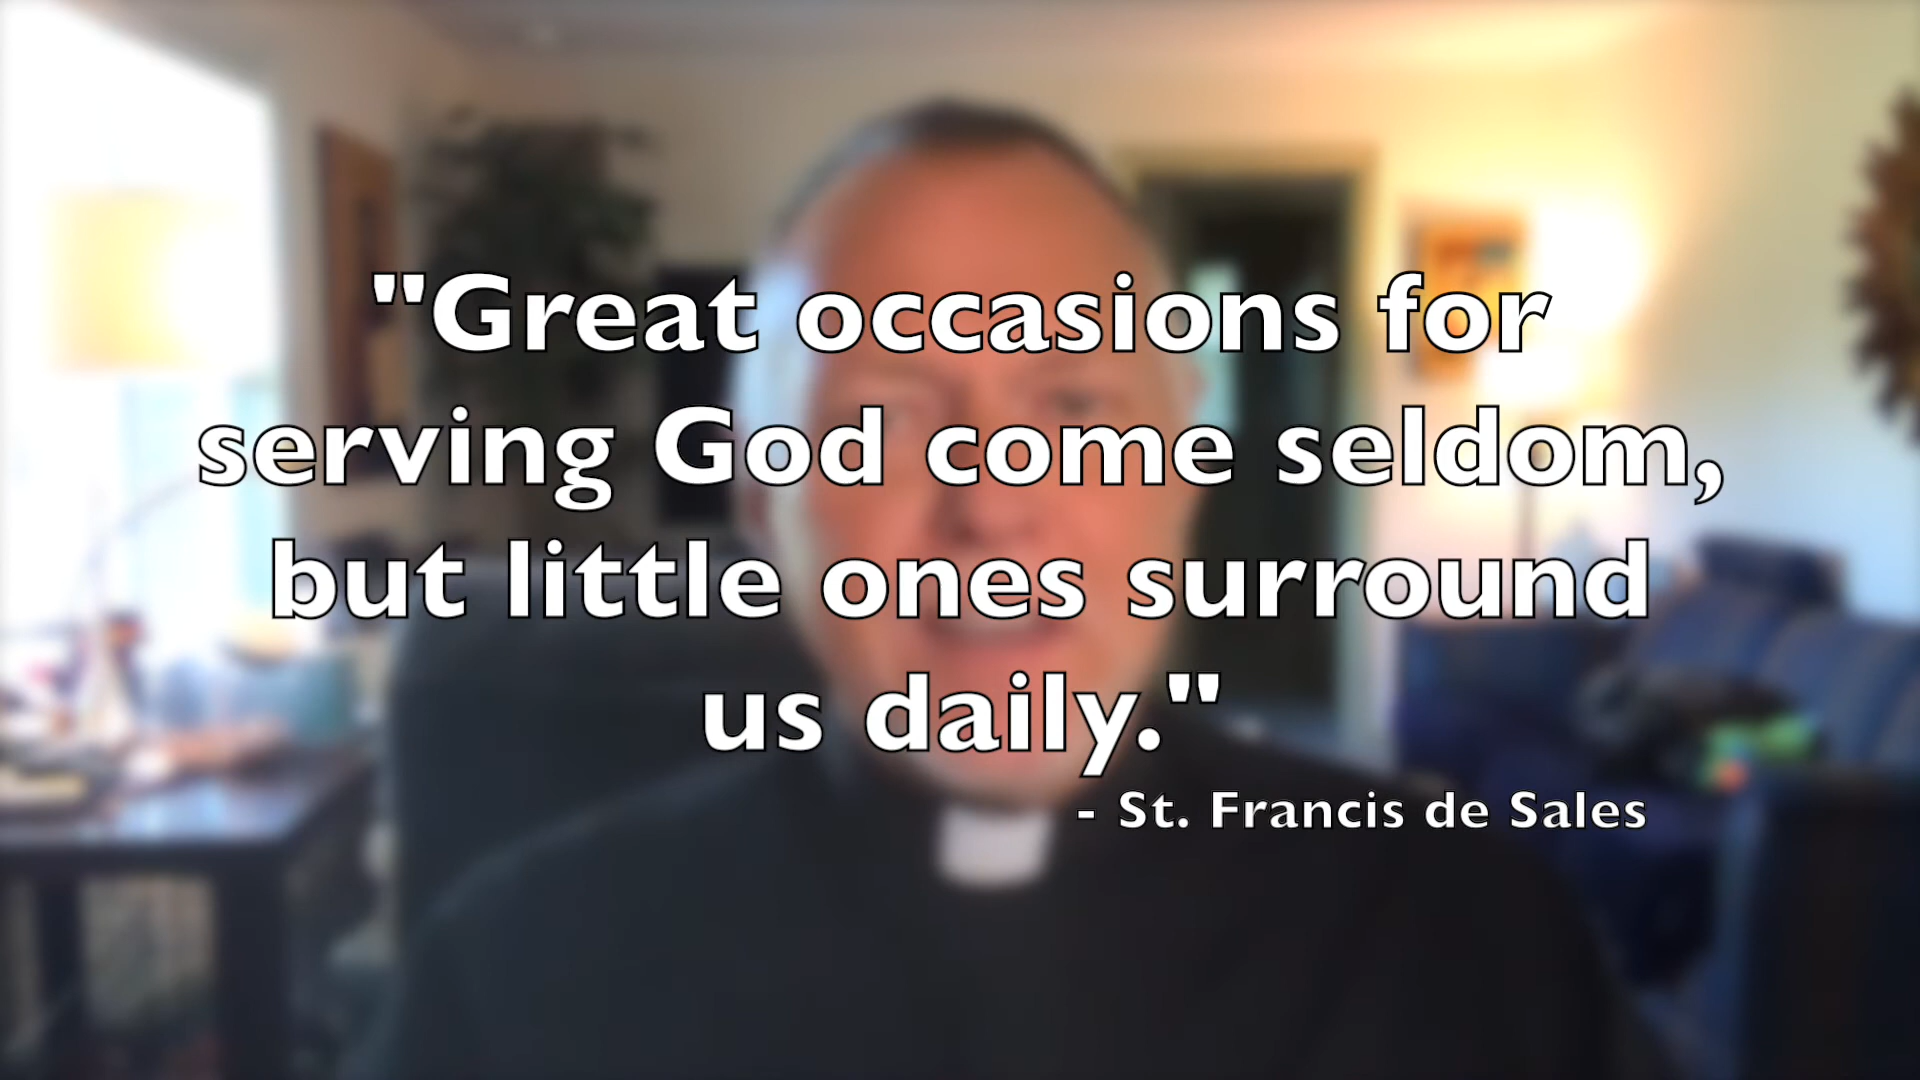 "Great occasions for
serving God come seldom,
but little ones surround
us daily."
- St. Francis de Sales